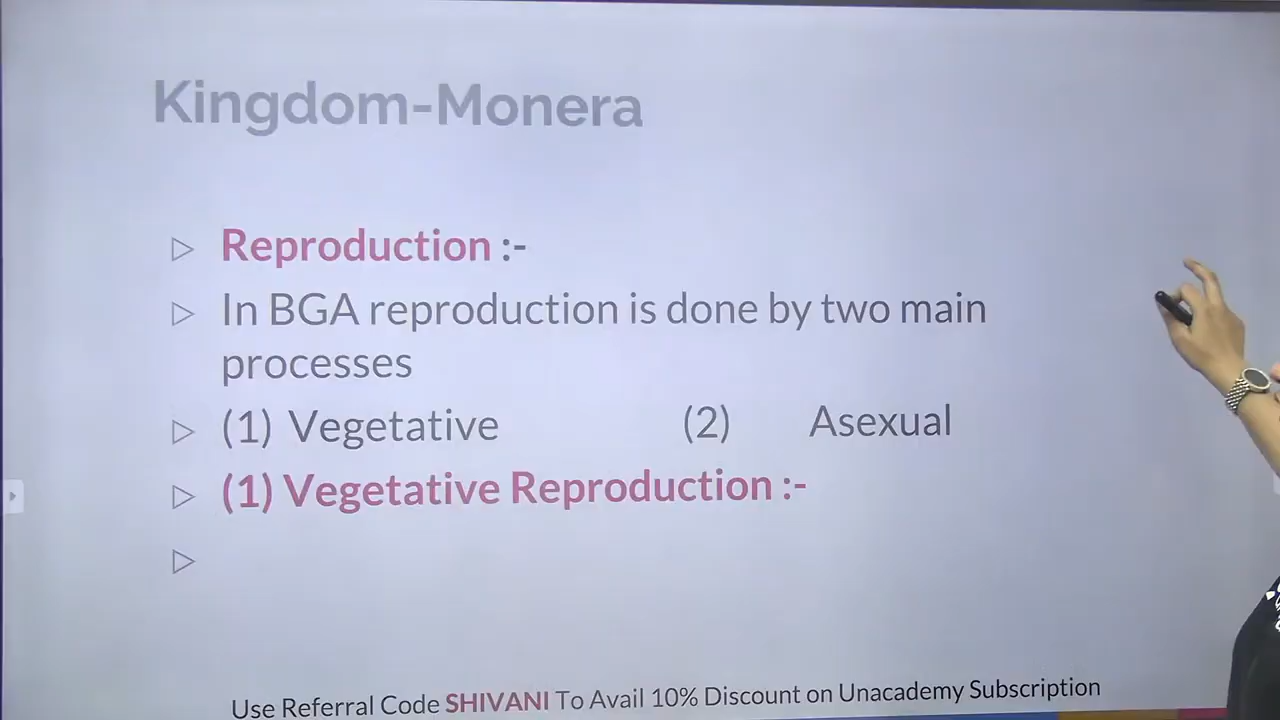 Kingdom-Monera
Reproduction :-
In BGA reproduction is done by two main
processes
(1) Vegetative (2) Asexual
(1) Vegetative Reproduction :-
Use Referral Code SHIVANI To Avail 10% Discount on Unacademy Subscription